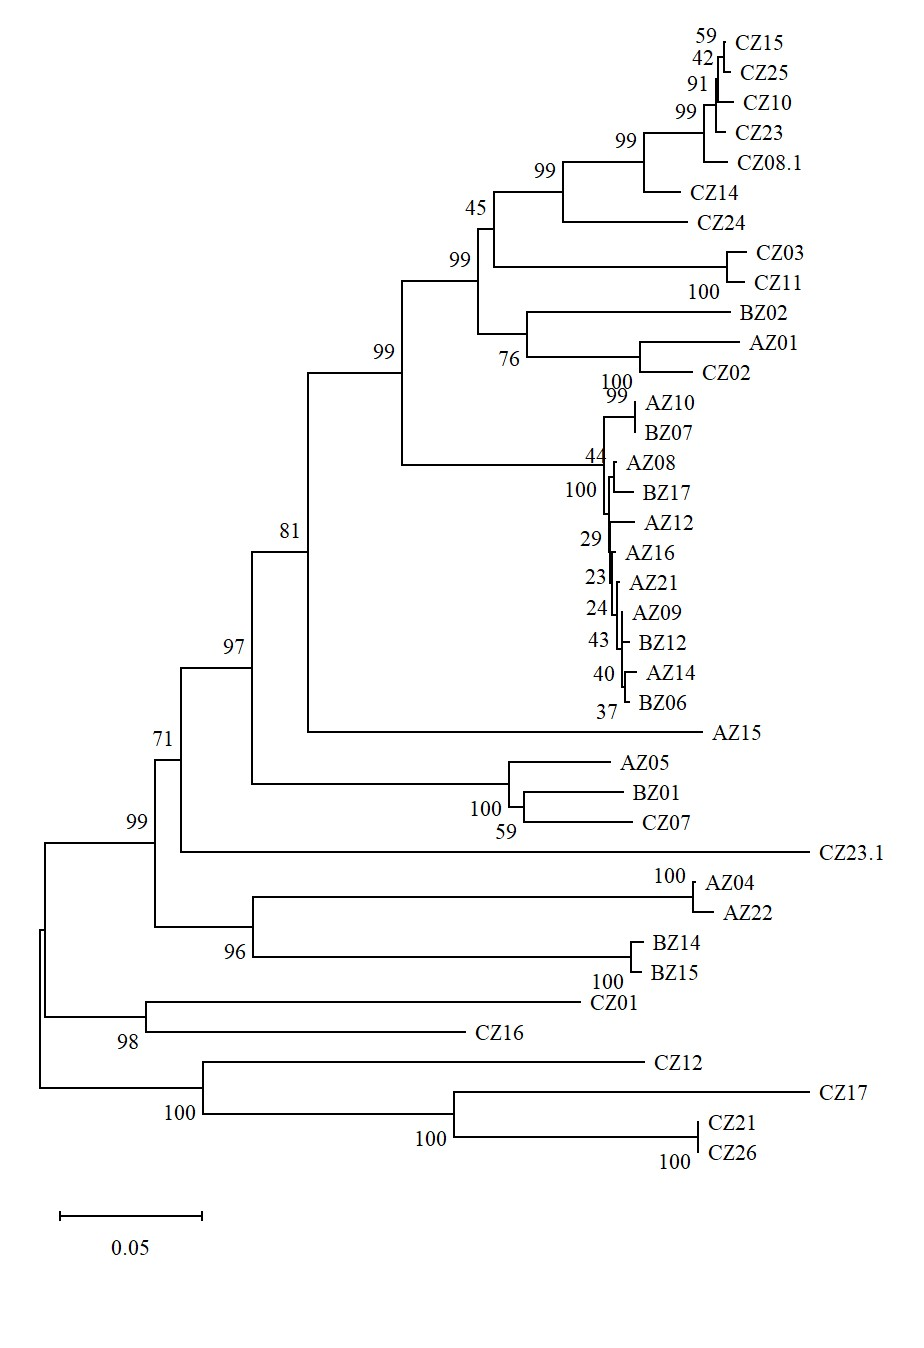 59
CZ15
42
CZ25
91
CZ10
99
CZ23
99
CZ08.1
99
CZ14
45
CZ24
99
CZ03
CZ11
100
BZ02
99
AZ01
76
CZ02
100
99
AZ10
BZ07
44
AZ08
100
BZ17
AZ12
81
29
AZ16
23
AZ21
24
AZ09
43
BZ12
97
40
AZ14
BZ06
37
71
AZ15
AZ05
BZ01
100
99
59
CZ07
CZ23.1
100
AZ04
AZ22
96
BZ14
BZ15
100
CZ01
98
CZ16
CZ12
CZ17
100
CZ21
100
CZ26
100
0.05